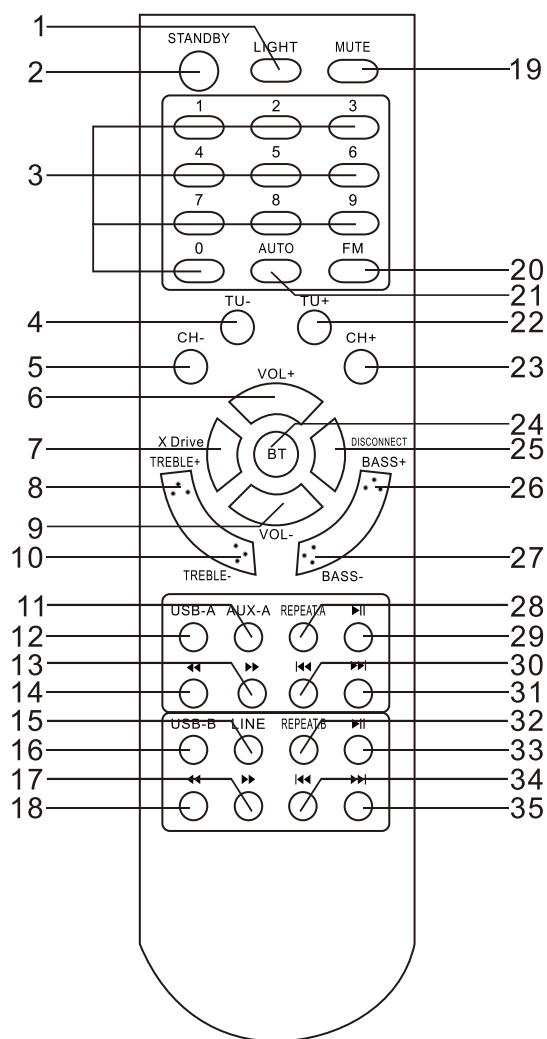 1
STANDBY LIGHT MUTE
2 19
1 2 3
4 5 6
3
7 8 9
0 AUTO FM
20
21
TU- TU+
4 22
CH- CH+
5 23
VOL+
6 24
7 X Drive BT DISCONNECT 25
TREBLE+ BASS+
8 26
9 VOL-
10 27
TREBLE- BASS-
11 28
USB-A AUX-A REPEAT.A
12 29
13 30
14 31
15 32
USB-B LINE REPEAT.B
16 33
17 34
18 35